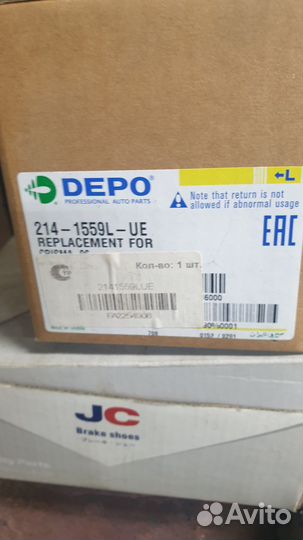 DEPO®
PROFESSIONAL AUTO PARTS
←L
Note that return is not
allowed if abnormal usage
214-1559L-UE
REPLACEMENT FOR
EAC
Кол-во: 1 шт.
2141559LUE
JC
Brake shoes
Avito